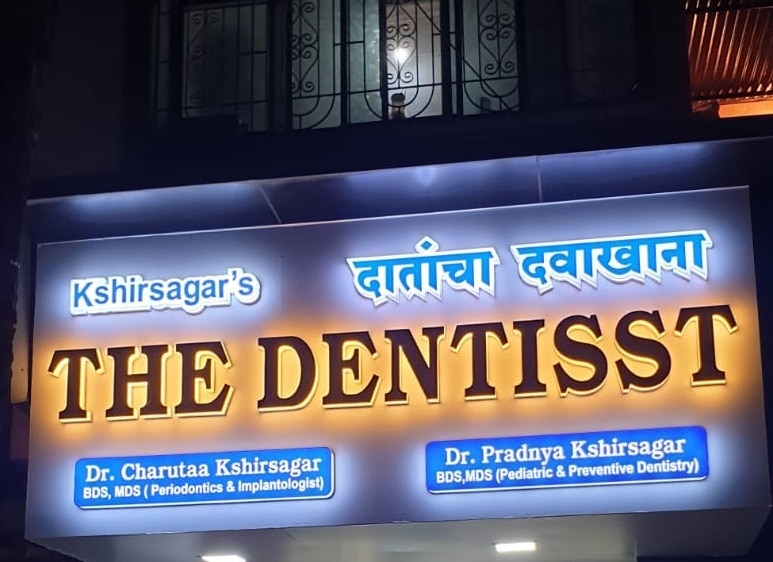 Kshirsagar's
दातांचा दवाखाना
THE DENTISST
Dr. Charutaa Kshirsagar
BDS, MDS ( Periodontics & Implantologist)
Dr. Pradnya Kshirsagar
BDS,MDS (Pediatric & Preventive Dentistry)